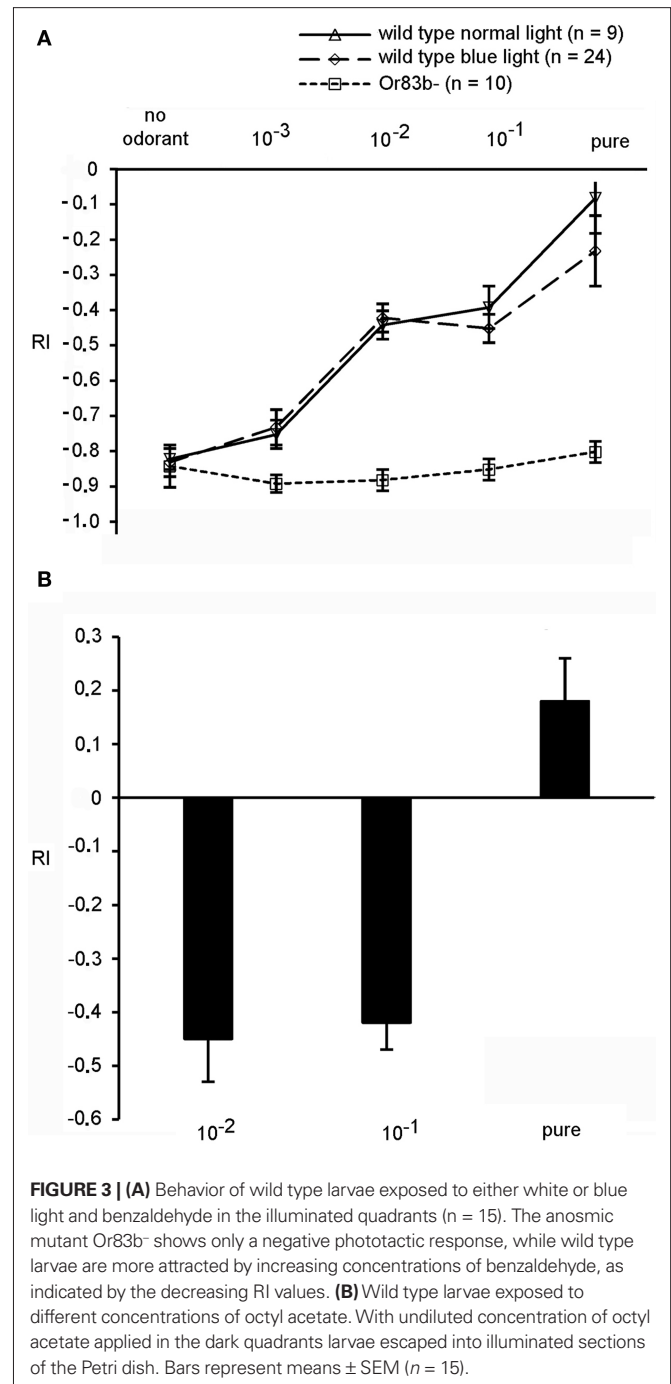 A
wild type normal light (n = 9)
wild type blue light (n = 24)
Or83b- (n = 10)
no odorant 10-3 10-2 10-1 pure
0
-0.1
-0.2
-0.3
-0.4
RI
-0.5
-0.6
-0.7
-0.8
-0.9
-1.0
B
0.3
0.2
0.1
0
RI
-0.1
-0.2
-0.3
-0.4
-0.5
-0.6
10-2 10-1 pure
FIGURE 3 | (A) Behavior of wild type larvae exposed to either white or blue
light and benzaldehyde in the illuminated quadrants (n = 15). The anosmic
mutant Or83b- shows only a negative phototactic response, while wild type
larvae are more attracted by increasing concentrations of benzaldehyde, as
indicated by the decreasing RI values. (B) Wild type larvae exposed to
different concentrations of octyl acetate. With undiluted concentration of octyl
acetate applied in the dark quadrants larvae escaped into illuminated sections
of the Petri dish. Bars represent means ± SEM (n = 15).